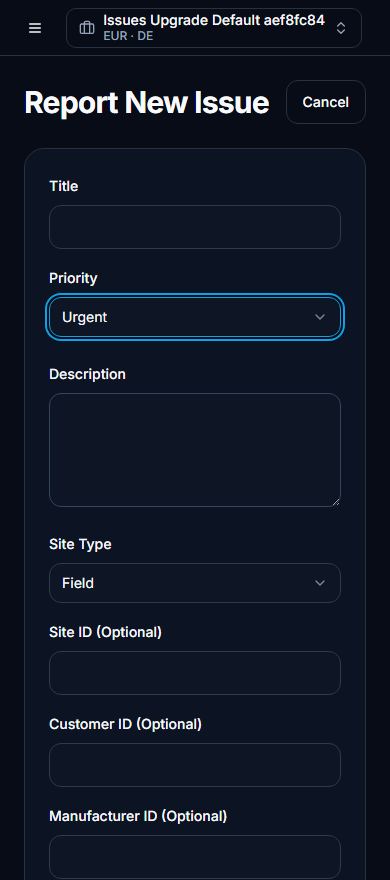 Issues Upgrade Default aef8fc84
EUR · DE
Report New Issue
Cancel
Title
Priority
Urgent
Description
Site Type
Field
Site ID (Optional)
Customer ID (Optional)
Manufacturer ID (Optional)